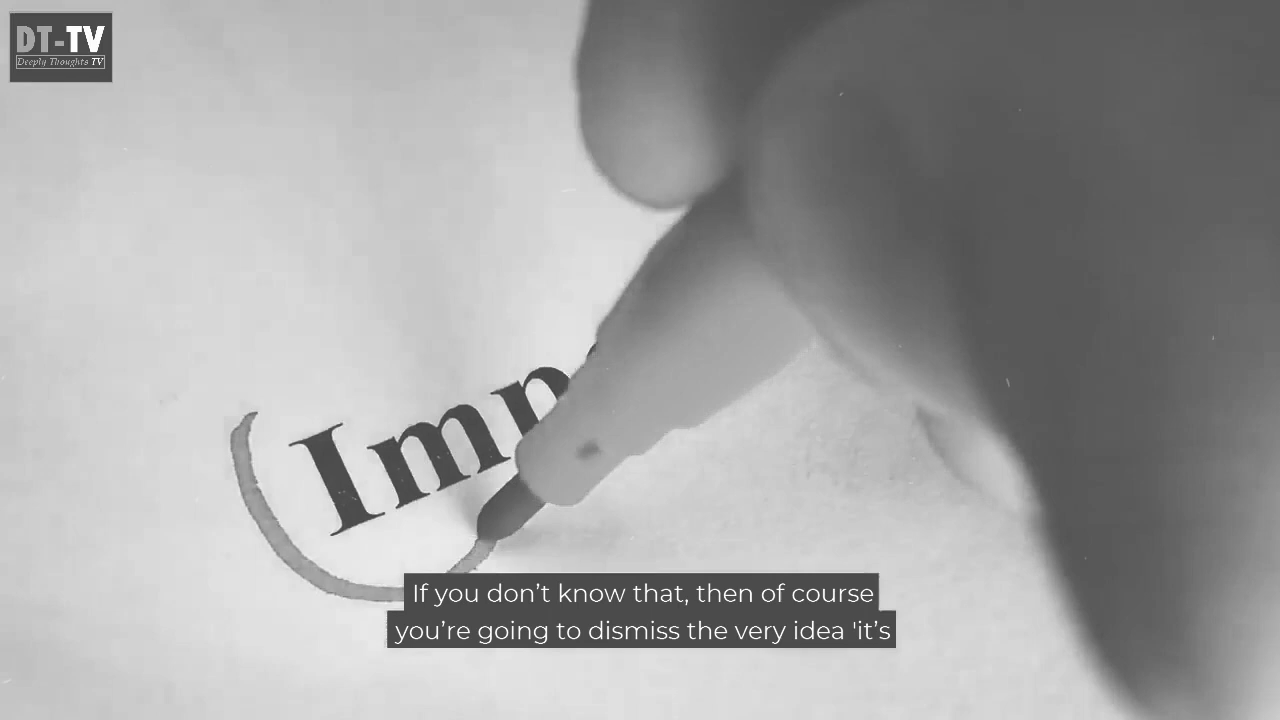 DT-TV
Deeply Thoughts TV
Imp
If you don’t know that, then of course
you’re going to dismiss the very idea 'it’s